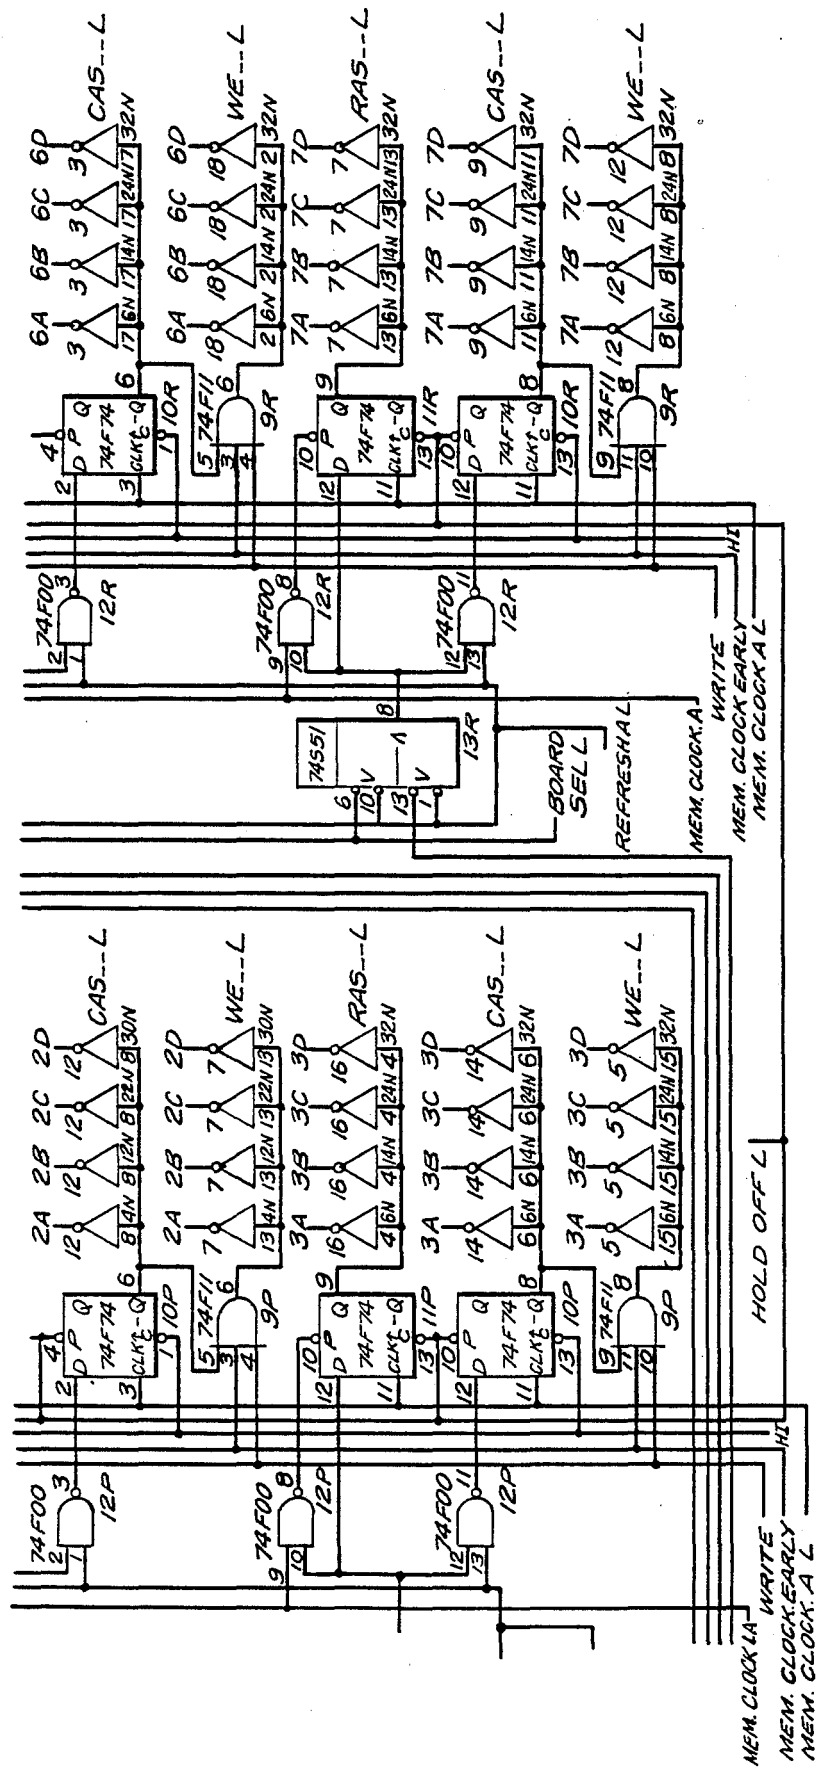 2A 2B 2C 2D
12 12 12 12
CAS---L
8 4N 8 12N 8 22N 8 30N
74F00
2
1
3
12P
2 4
D P Q
74F74
CLK C -Q
3 1 6
10P
2A 2B 2C 2D
7 7 7 7
WE---L
13 4N 13 12N 13 22N 13 30N
5 74F11
3
4
6
9P
3A 3B 3C 3D
16 16 16 16
RAS---L
4 6N 4 14N 4 24N 4 32N
74F00
9
10
8
12P
10
12
D P Q
74F74
CLK C -Q
11 13 9
11P
3A 3B 3C 3D
14 14 14 14
CAS---L
6 6N 6 14N 6 24N 6 32N
74F00
12
13
11
12P
10
12
D P Q
74F74
CLK C -Q
11 13 8
10P
3A 3B 3C 3D
5 5 5 5
WE---L
15 6N 15 14N 15 24N 15 32N
9 74F11
11
10
8
9P
MEM. CLOCK LA
WRITE
HI
MEM. CLOCK EARLY
MEM. CLOCK. A L
HOLD OFF L
6A 6B 6C 6D
3 3 3 3
CAS---L
17 6N 17 14N 17 24N 17 32N
74F00
2
1
3
12R
2 4
D P Q
74F74
CLK C -Q
3 1 6
10R
6A 6B 6C 6D
18 18 18 18
WE---L
2 6N 2 14N 2 24N 2 32N
5 74F11
3
4
6
9R
7A 7B 7C 7D
7 7 7 7
RAS---L
13 6N 13 14N 13 24N 13 32N
74S51
6 V
10
13 V
1
8
13R
74F00
9
10
8
12R
10
12
D P Q
74F74
CLK C -Q
11 13 9
11R
7A 7B 7C 7D
9 9 9 9
CAS---L
11 6N 11 14N 11 24N 11 32N
74F00
12
13
11
12R
10
12
D P Q
74F74
CLK C -Q
11 13 8
10R
7A 7B 7C 7D
12 12 12 12
WE---L
8 6N 8 14N 8 24N 8 32N
9 74F11
11
10
8
9R
BOARD
SEL L
REFRESH A L
MEM. CLOCK. A
WRITE
HI
MEM. CLOCK EARLY
MEM. CLOCK A L